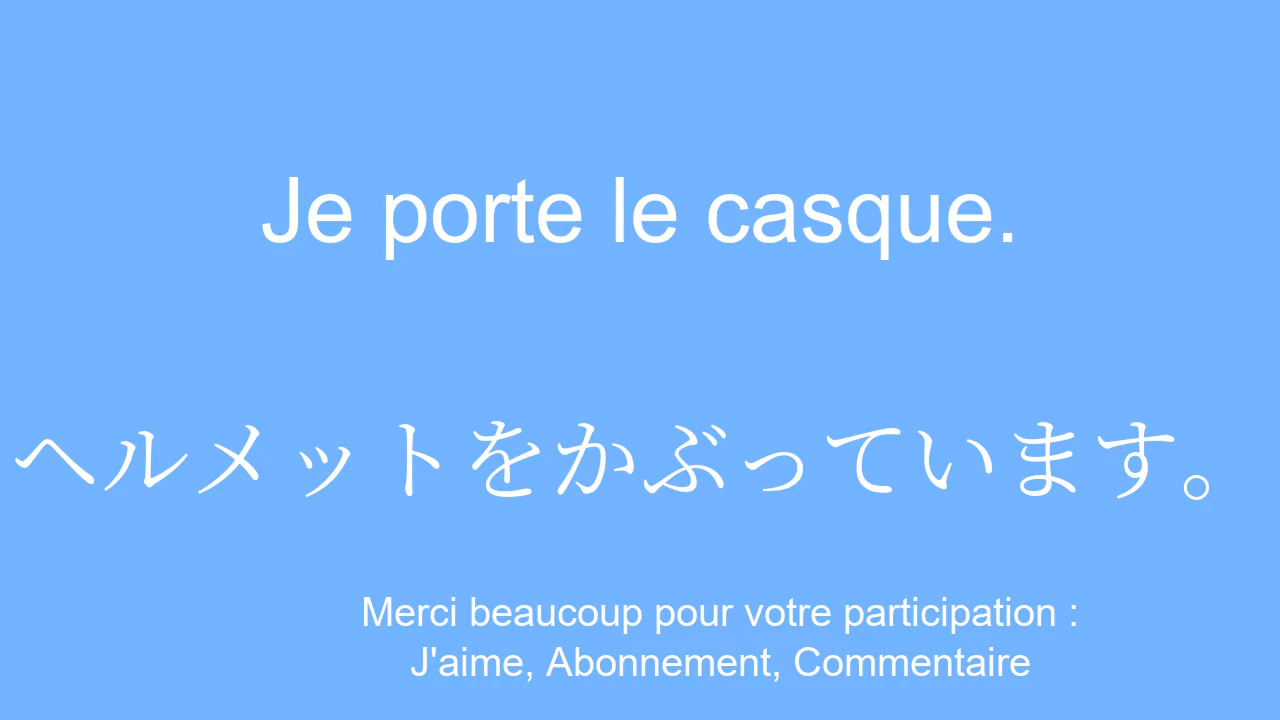 Je porte le casque.
ヘルメットをかぶっています。
Merci beaucoup pour votre participation :
J'aime, Abonnement, Commentaire